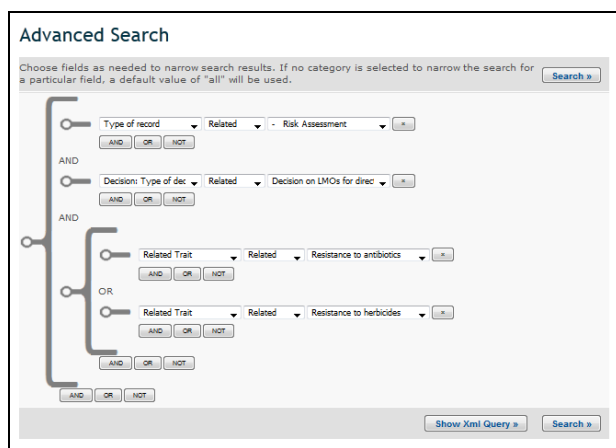 Advanced Search
Choose fields as needed to narrow search results. If no category is selected to narrow the search for
a particular field, a default value of "all" will be used.
Search »
Type of record Related - Risk Assessment ×
AND OR NOT
AND
Decision: Type of dec Related Decision on LMOs for direc ×
AND OR NOT
AND
Related Trait Related Resistance to antibiotics ×
AND OR NOT
OR
Related Trait Related Resistance to herbicides ×
AND OR NOT
AND OR NOT
AND OR NOT
Show Xml Query » Search »